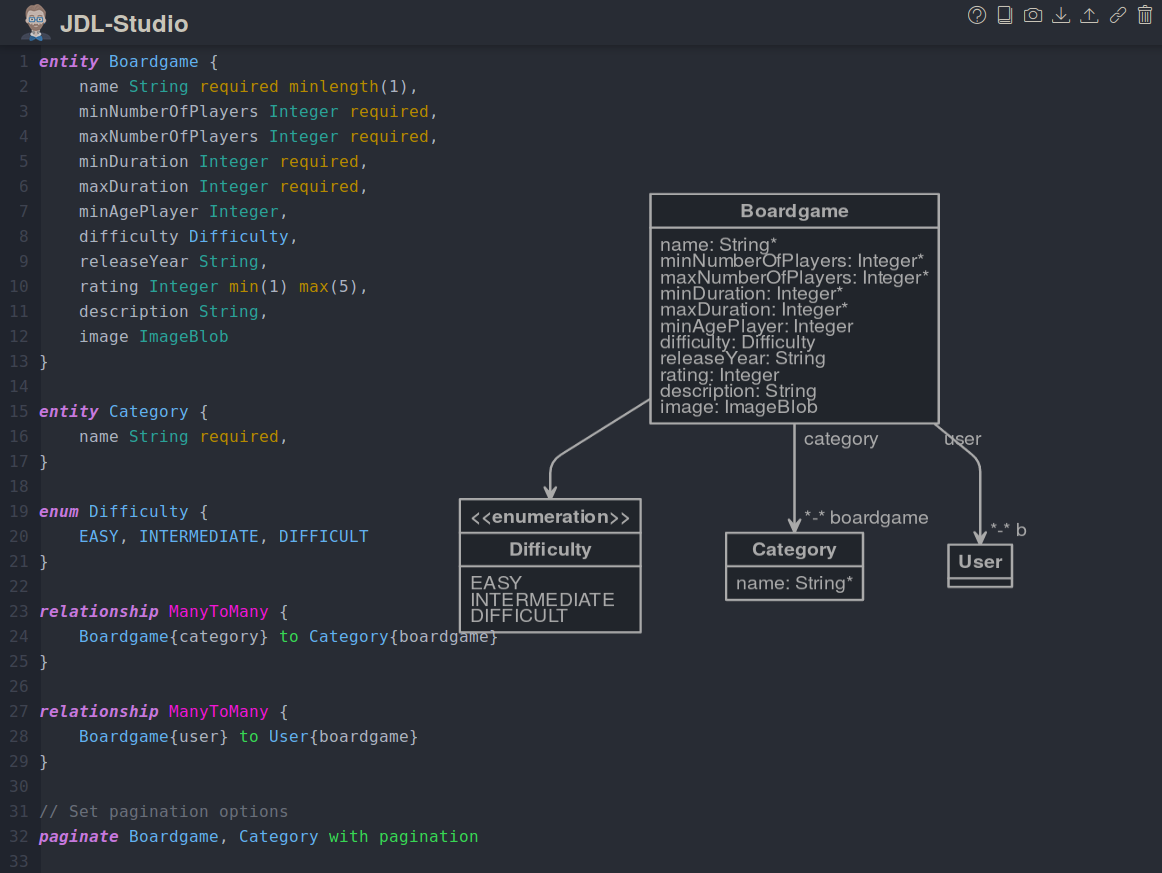 JDL-Studio
1 entity Boardgame {
2 name String required minlength(1),
3 minNumberOfPlayers Integer required,
4 maxNumberOfPlayers Integer required,
5 minDuration Integer required,
6 maxDuration Integer required,
7 minAgePlayer Integer,
8 difficulty Difficulty,
9 releaseYear String,
10 rating Integer min(1) max(5),
11 description String,
12 image ImageBlob
13 }
14
15 entity Category {
16 name String required,
17 }
18
19 enum Difficulty {
20 EASY, INTERMEDIATE, DIFFICULT
21 }
22
23 relationship ManyToMany {
24 Boardgame{category} to Category{boardgame}
25 }
26
27 relationship ManyToMany {
28 Boardgame{user} to User{boardgame}
29 }
30
31 // Set pagination options
32 paginate Boardgame, Category with pagination
33
Boardgame
name: String*
minNumberOfPlayers: Integer*
maxNumberOfPlayers: Integer*
minDuration: Integer*
maxDuration: Integer*
minAgePlayer: Integer
difficulty: Difficulty
releaseYear: String
rating: Integer
description: String
image: ImageBlob
category
user
*-* boardgame
*-* b
<<enumeration>>
Difficulty
EASY
INTERMEDIATE
DIFFICULT
Category
name: String*
User